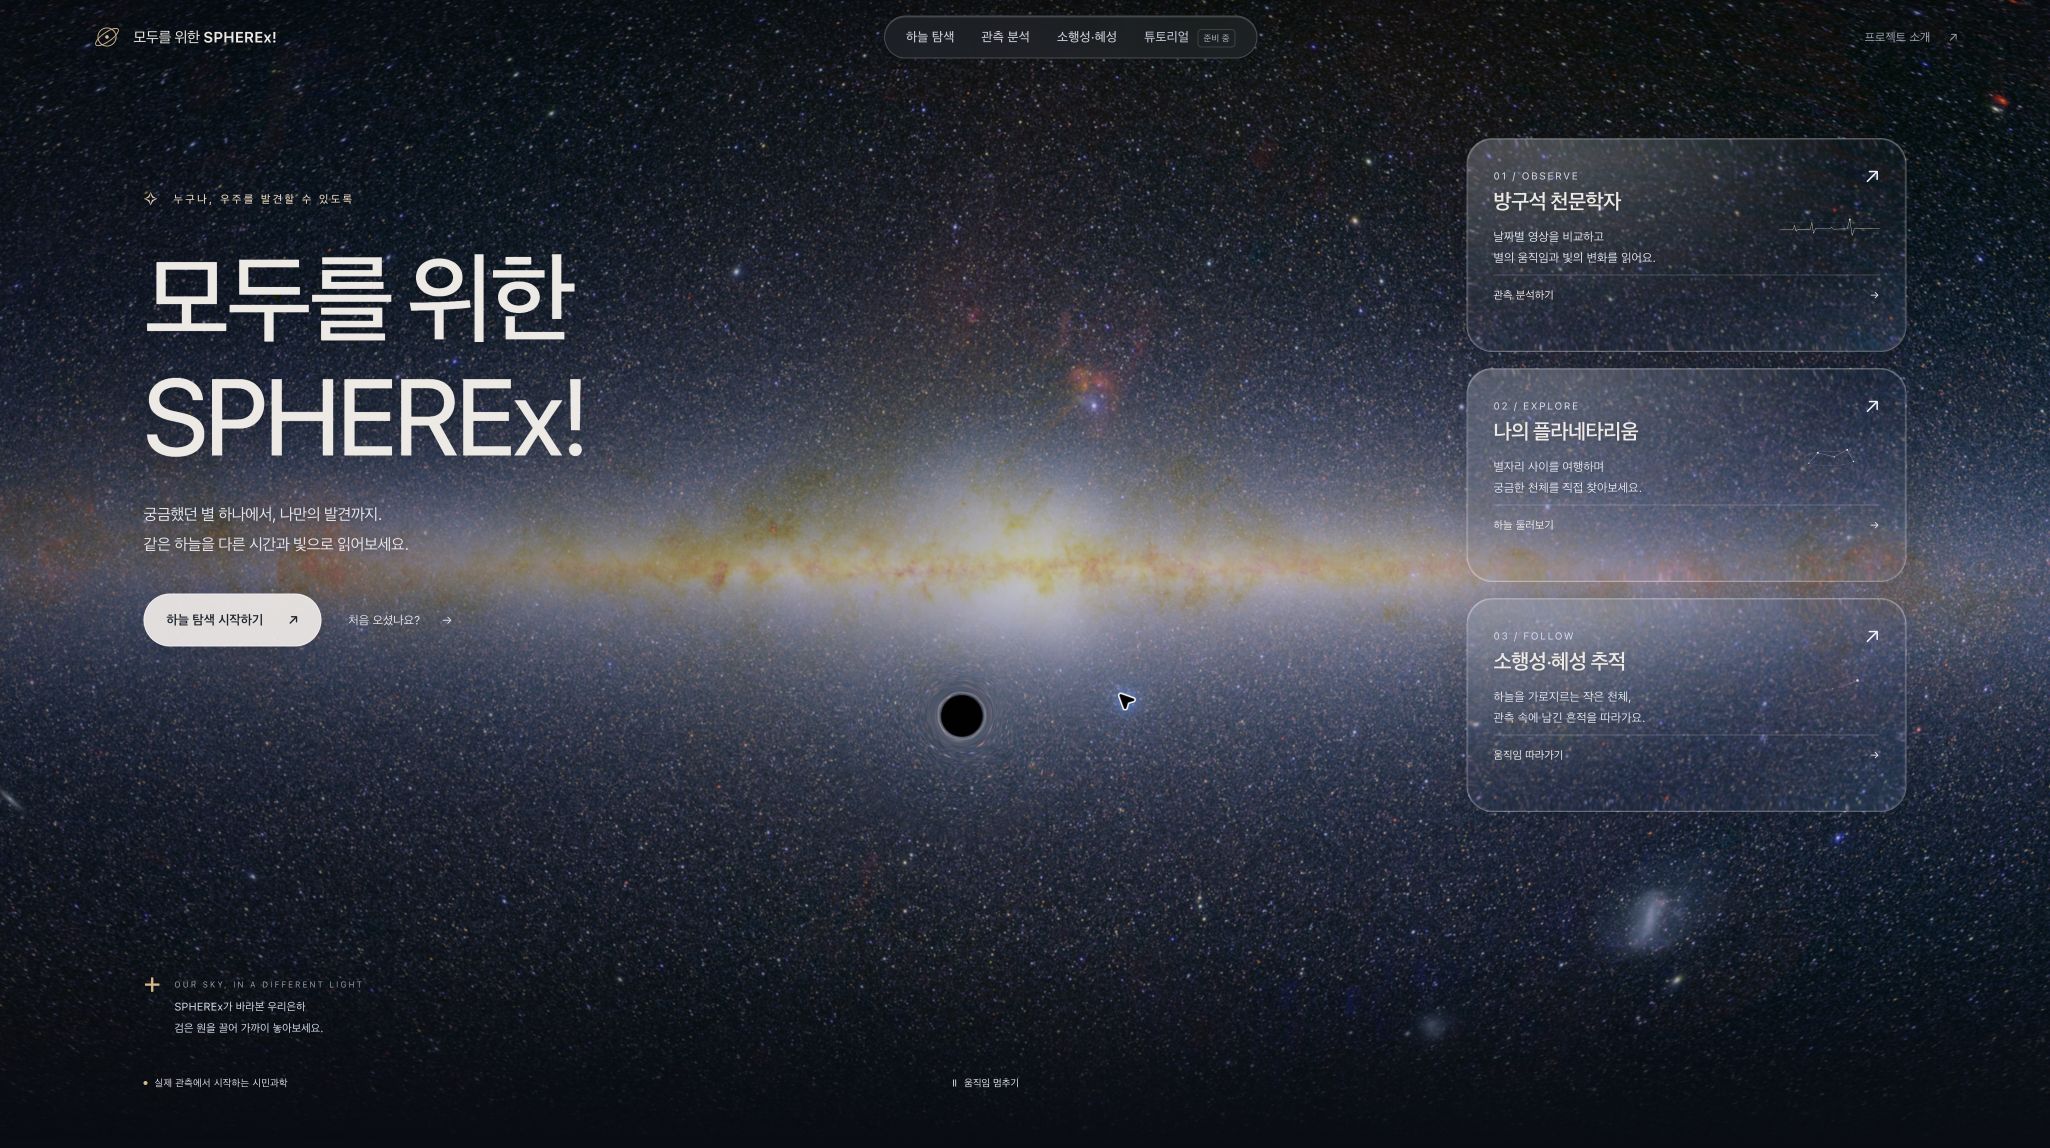 모두를 위한 SPHEREx!
하늘 탐색
관측 분석
소행성·혜성
튜토리얼 준비 중
프로젝트 소개
누구나, 우주를 발견할 수 있도록
모두를 위한
SPHEREx!
궁금했던 별 하나에서, 나만의 발견까지.
같은 하늘을 다른 시간과 빛으로 읽어보세요.
하늘 탐색 시작하기
처음 오셨나요?
01 / OBSERVE
방구석 천문학자
날짜별 영상을 비교하고
별의 움직임과 빛의 변화를 읽어요.
관측 분석하기
02 / EXPLORE
나의 플라네타리움
별자리 사이를 여행하며
궁금한 천체를 직접 찾아보세요.
하늘 둘러보기
03 / FOLLOW
소행성·혜성 추적
하늘을 가로지르는 작은 천체,
관측 속에 남긴 흔적을 따라가요.
움직임 따라가기
OUR SKY, IN A DIFFERENT LIGHT
SPHEREx가 바라본 우리은하
검은 원을 끌어 가까이 놓아보세요.
실제 관측에서 시작하는 시민과학
움직임 멈추기